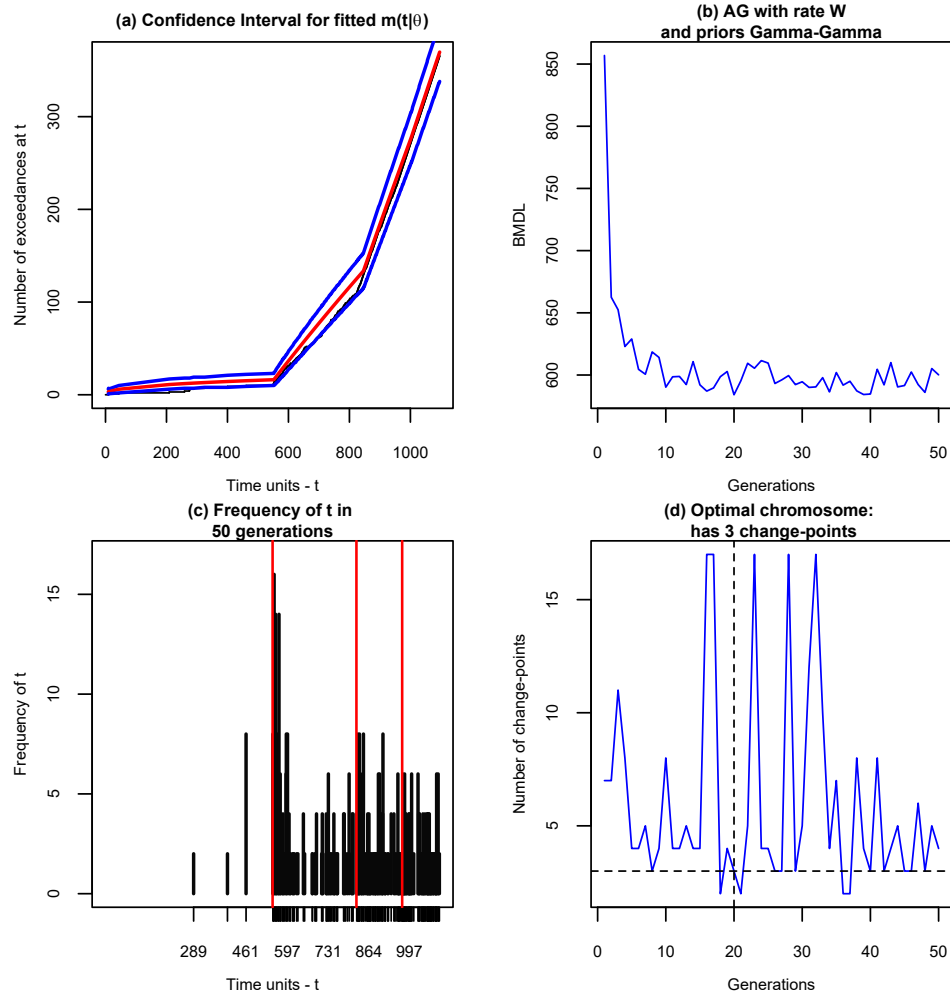 (a) Confidence Interval for fitted m(t|θ)
Number of exceedances at t
300
200
100
0
0 200 400 600 800 1000
Time units - t
(b) AG with rate W
and priors Gamma-Gamma
BMDL
850
800
750
700
650
600
0 10 20 30 40 50
Generations
(c) Frequency of t in
50 generations
Frequency of t
15
10
5
0
289 461 597 731 864 997
Time units - t
(d) Optimal chromosome:
has 3 change-points
Number of change-points
15
10
5
0 10 20 30 40 50
Generations